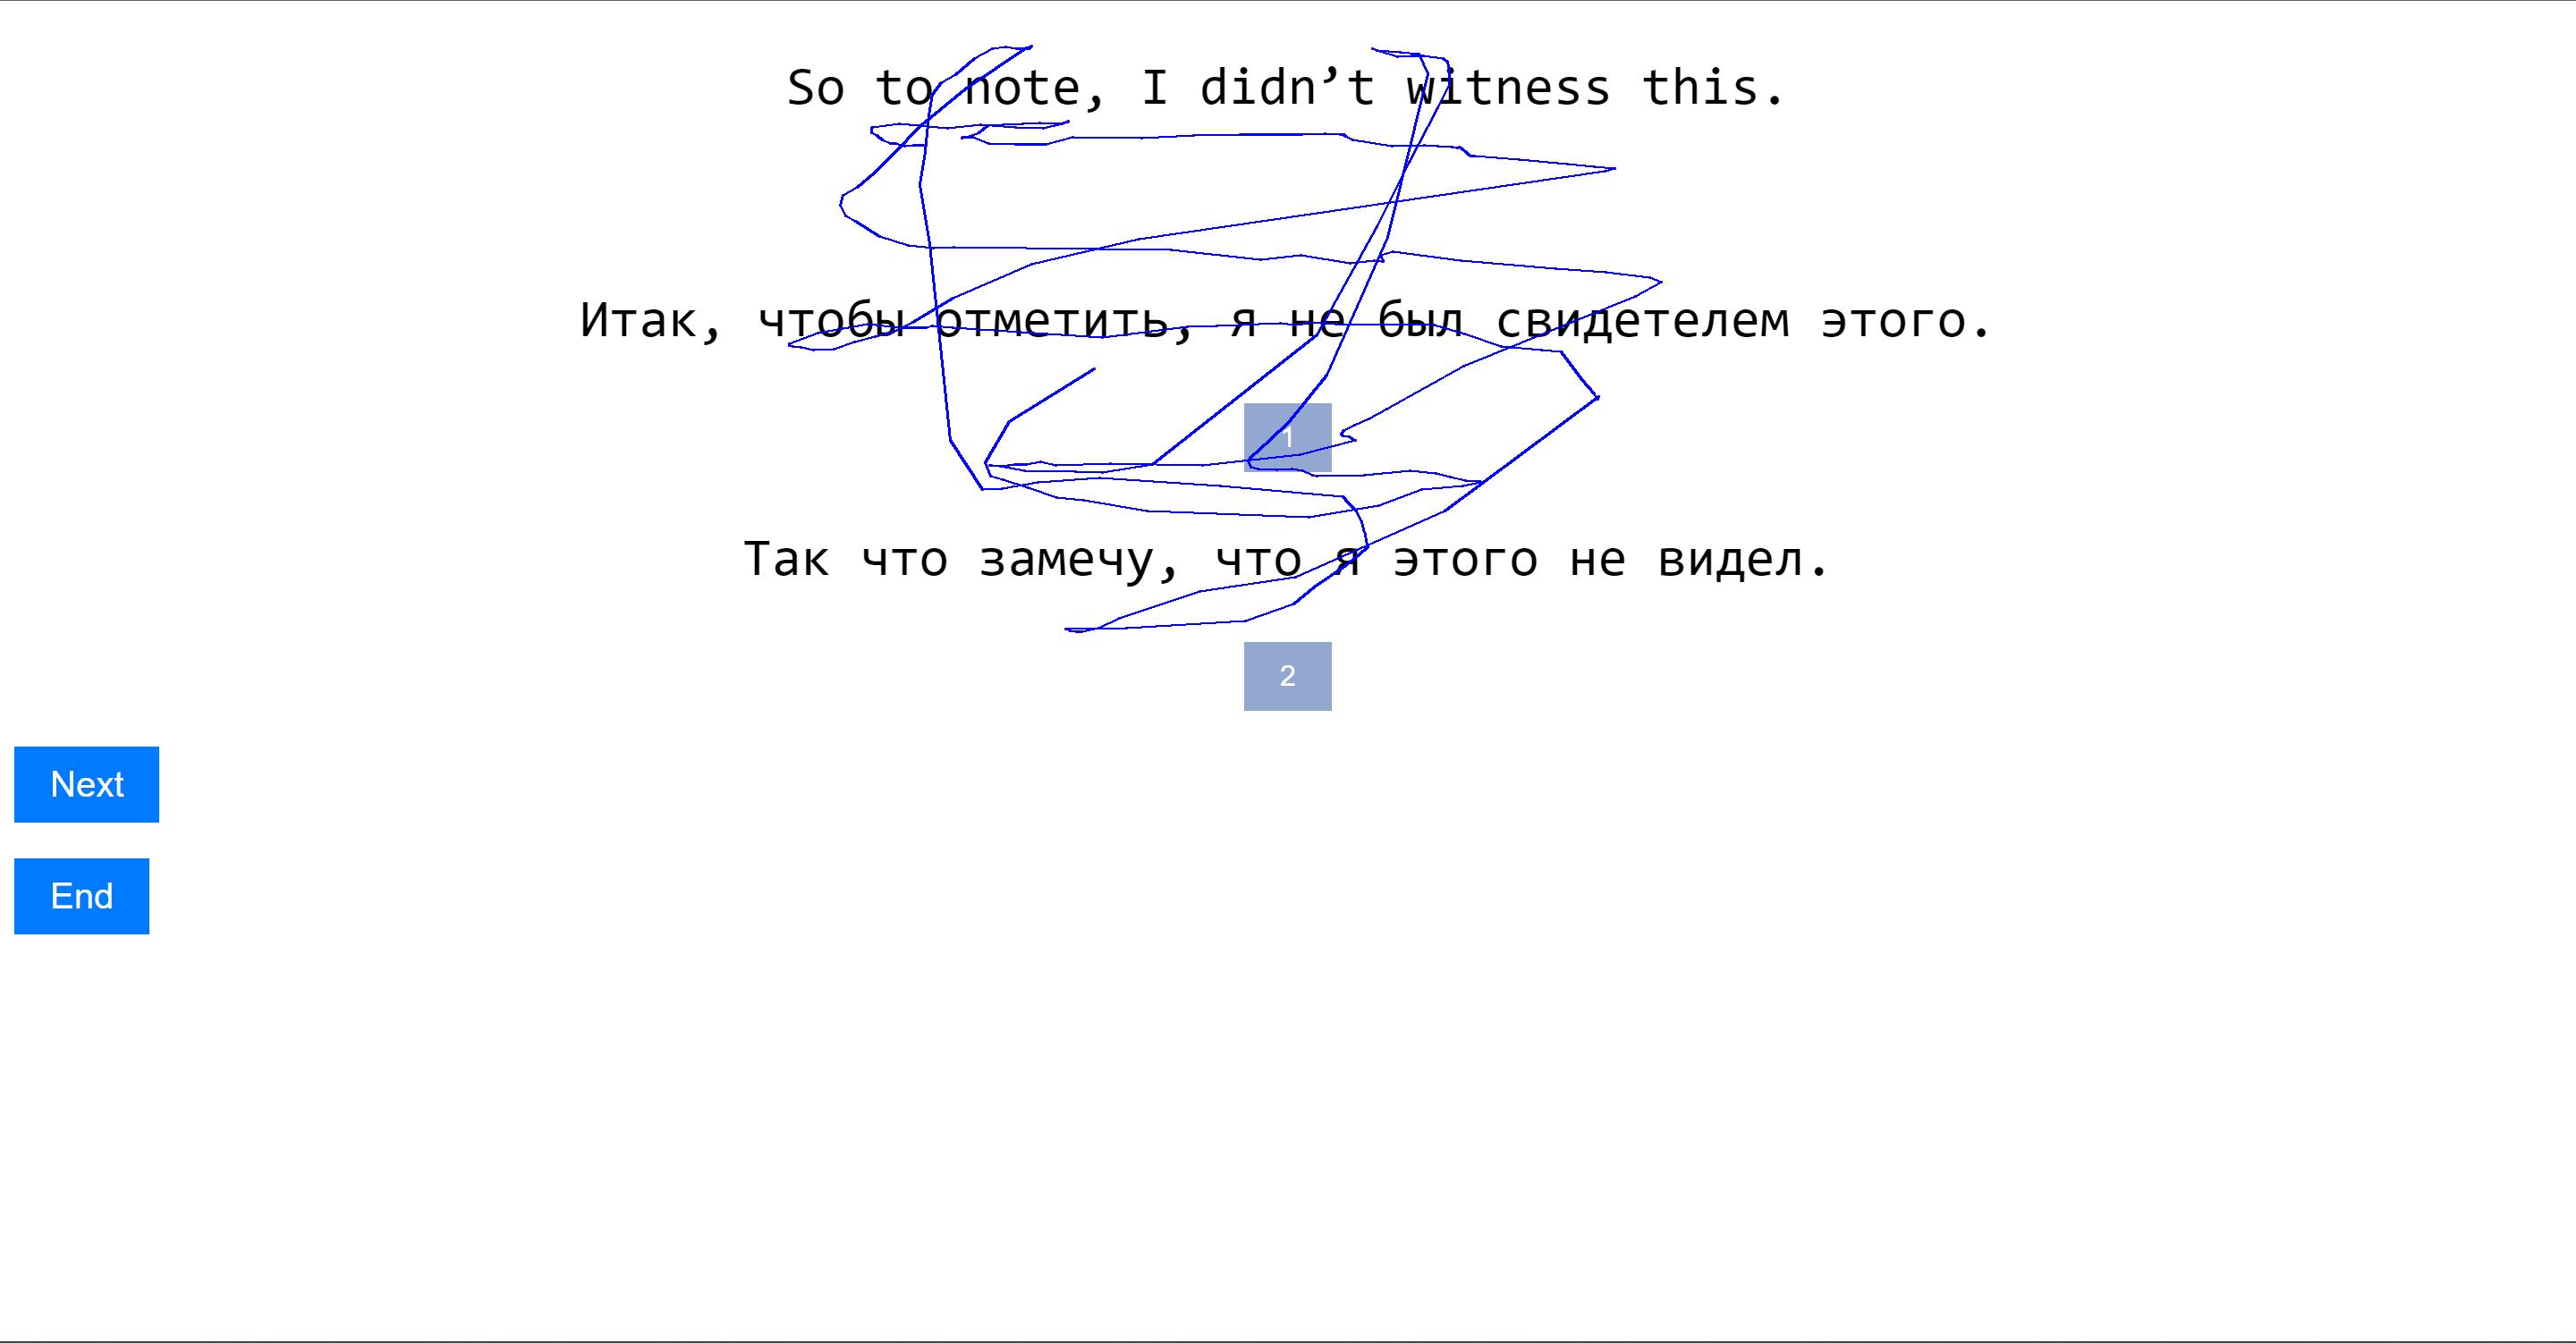 So to note, I didn’t witness this.
Итак, чтобы отметить, я не был свидетелем этого.
1
Так что замечу, что я этого не видел.
2
Next
End